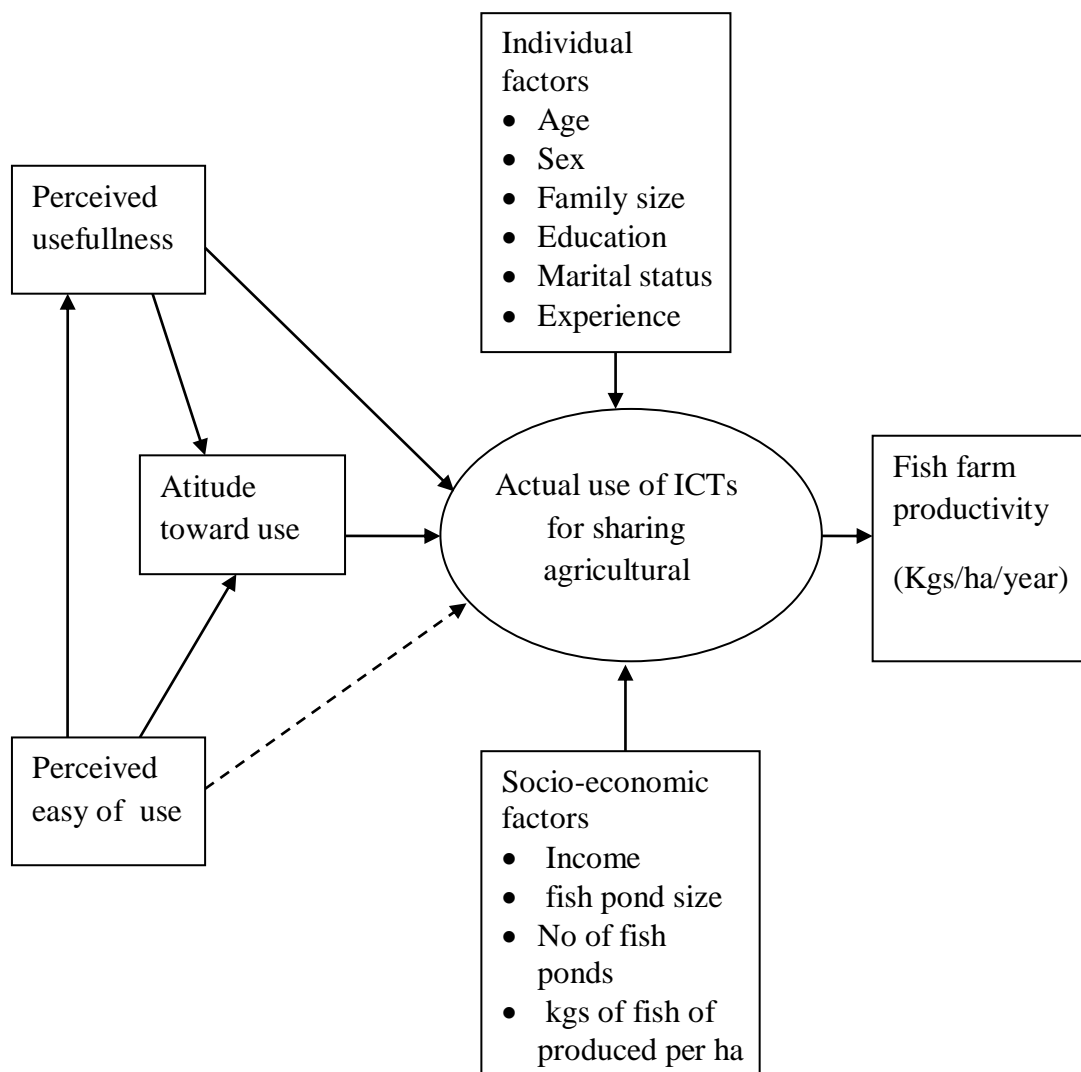 Individual
factors
• Age
• Sex
• Family size
• Education
• Marital status
• Experience
Perceived
usefullness
Atitude
toward use
Actual use of ICTs
for sharing
agricultural
Fish farm
productivity
(Kgs/ha/year)
Perceived
easy of use
Socio-economic
factors
• Income
• fish pond size
• No of fish
ponds
• kgs of fish of
produced per ha